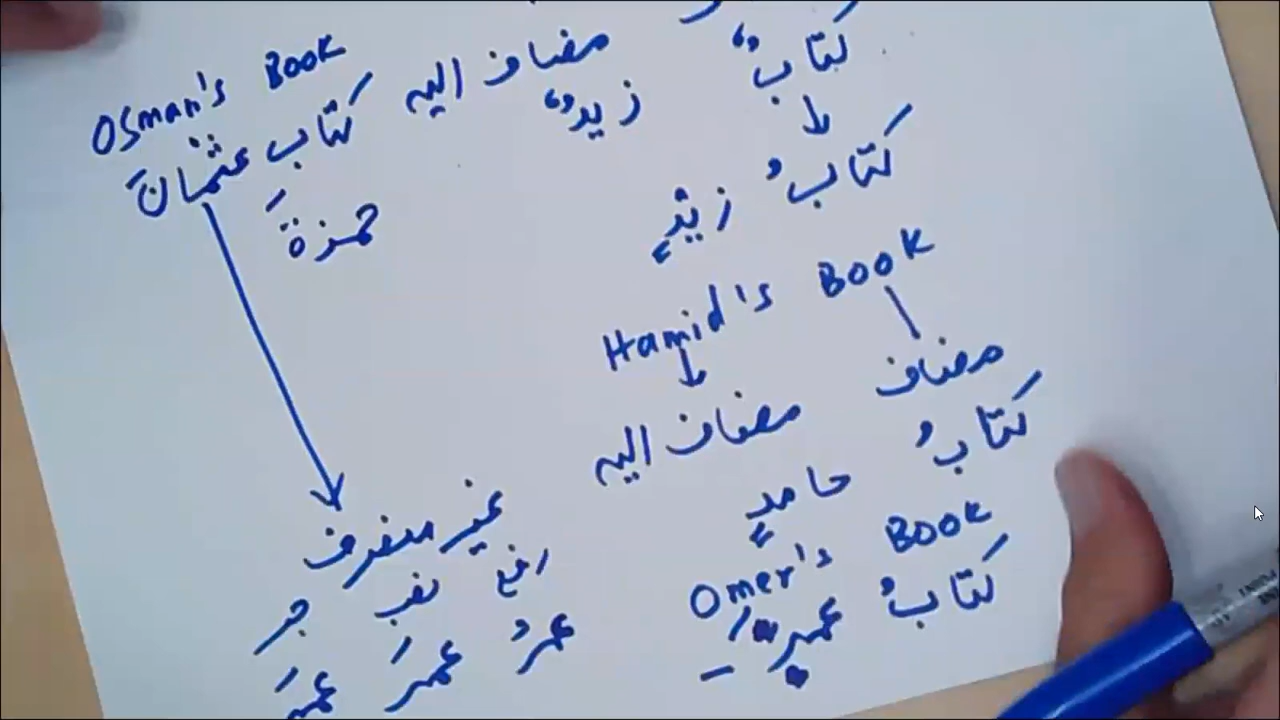 مضاف اليه
كتابٌ زيدٌ
كتابُ زيْدٍ
Osman's Book
كتاب عثمانَ
حمزةَ
Hamid's Book
مضاف مضاف اليه
كتابُ حامدٍ
Omer's Book
كتابُ عمر
غير منصرف
رفع نصب جر
عمرُ عمرَ عمرَ